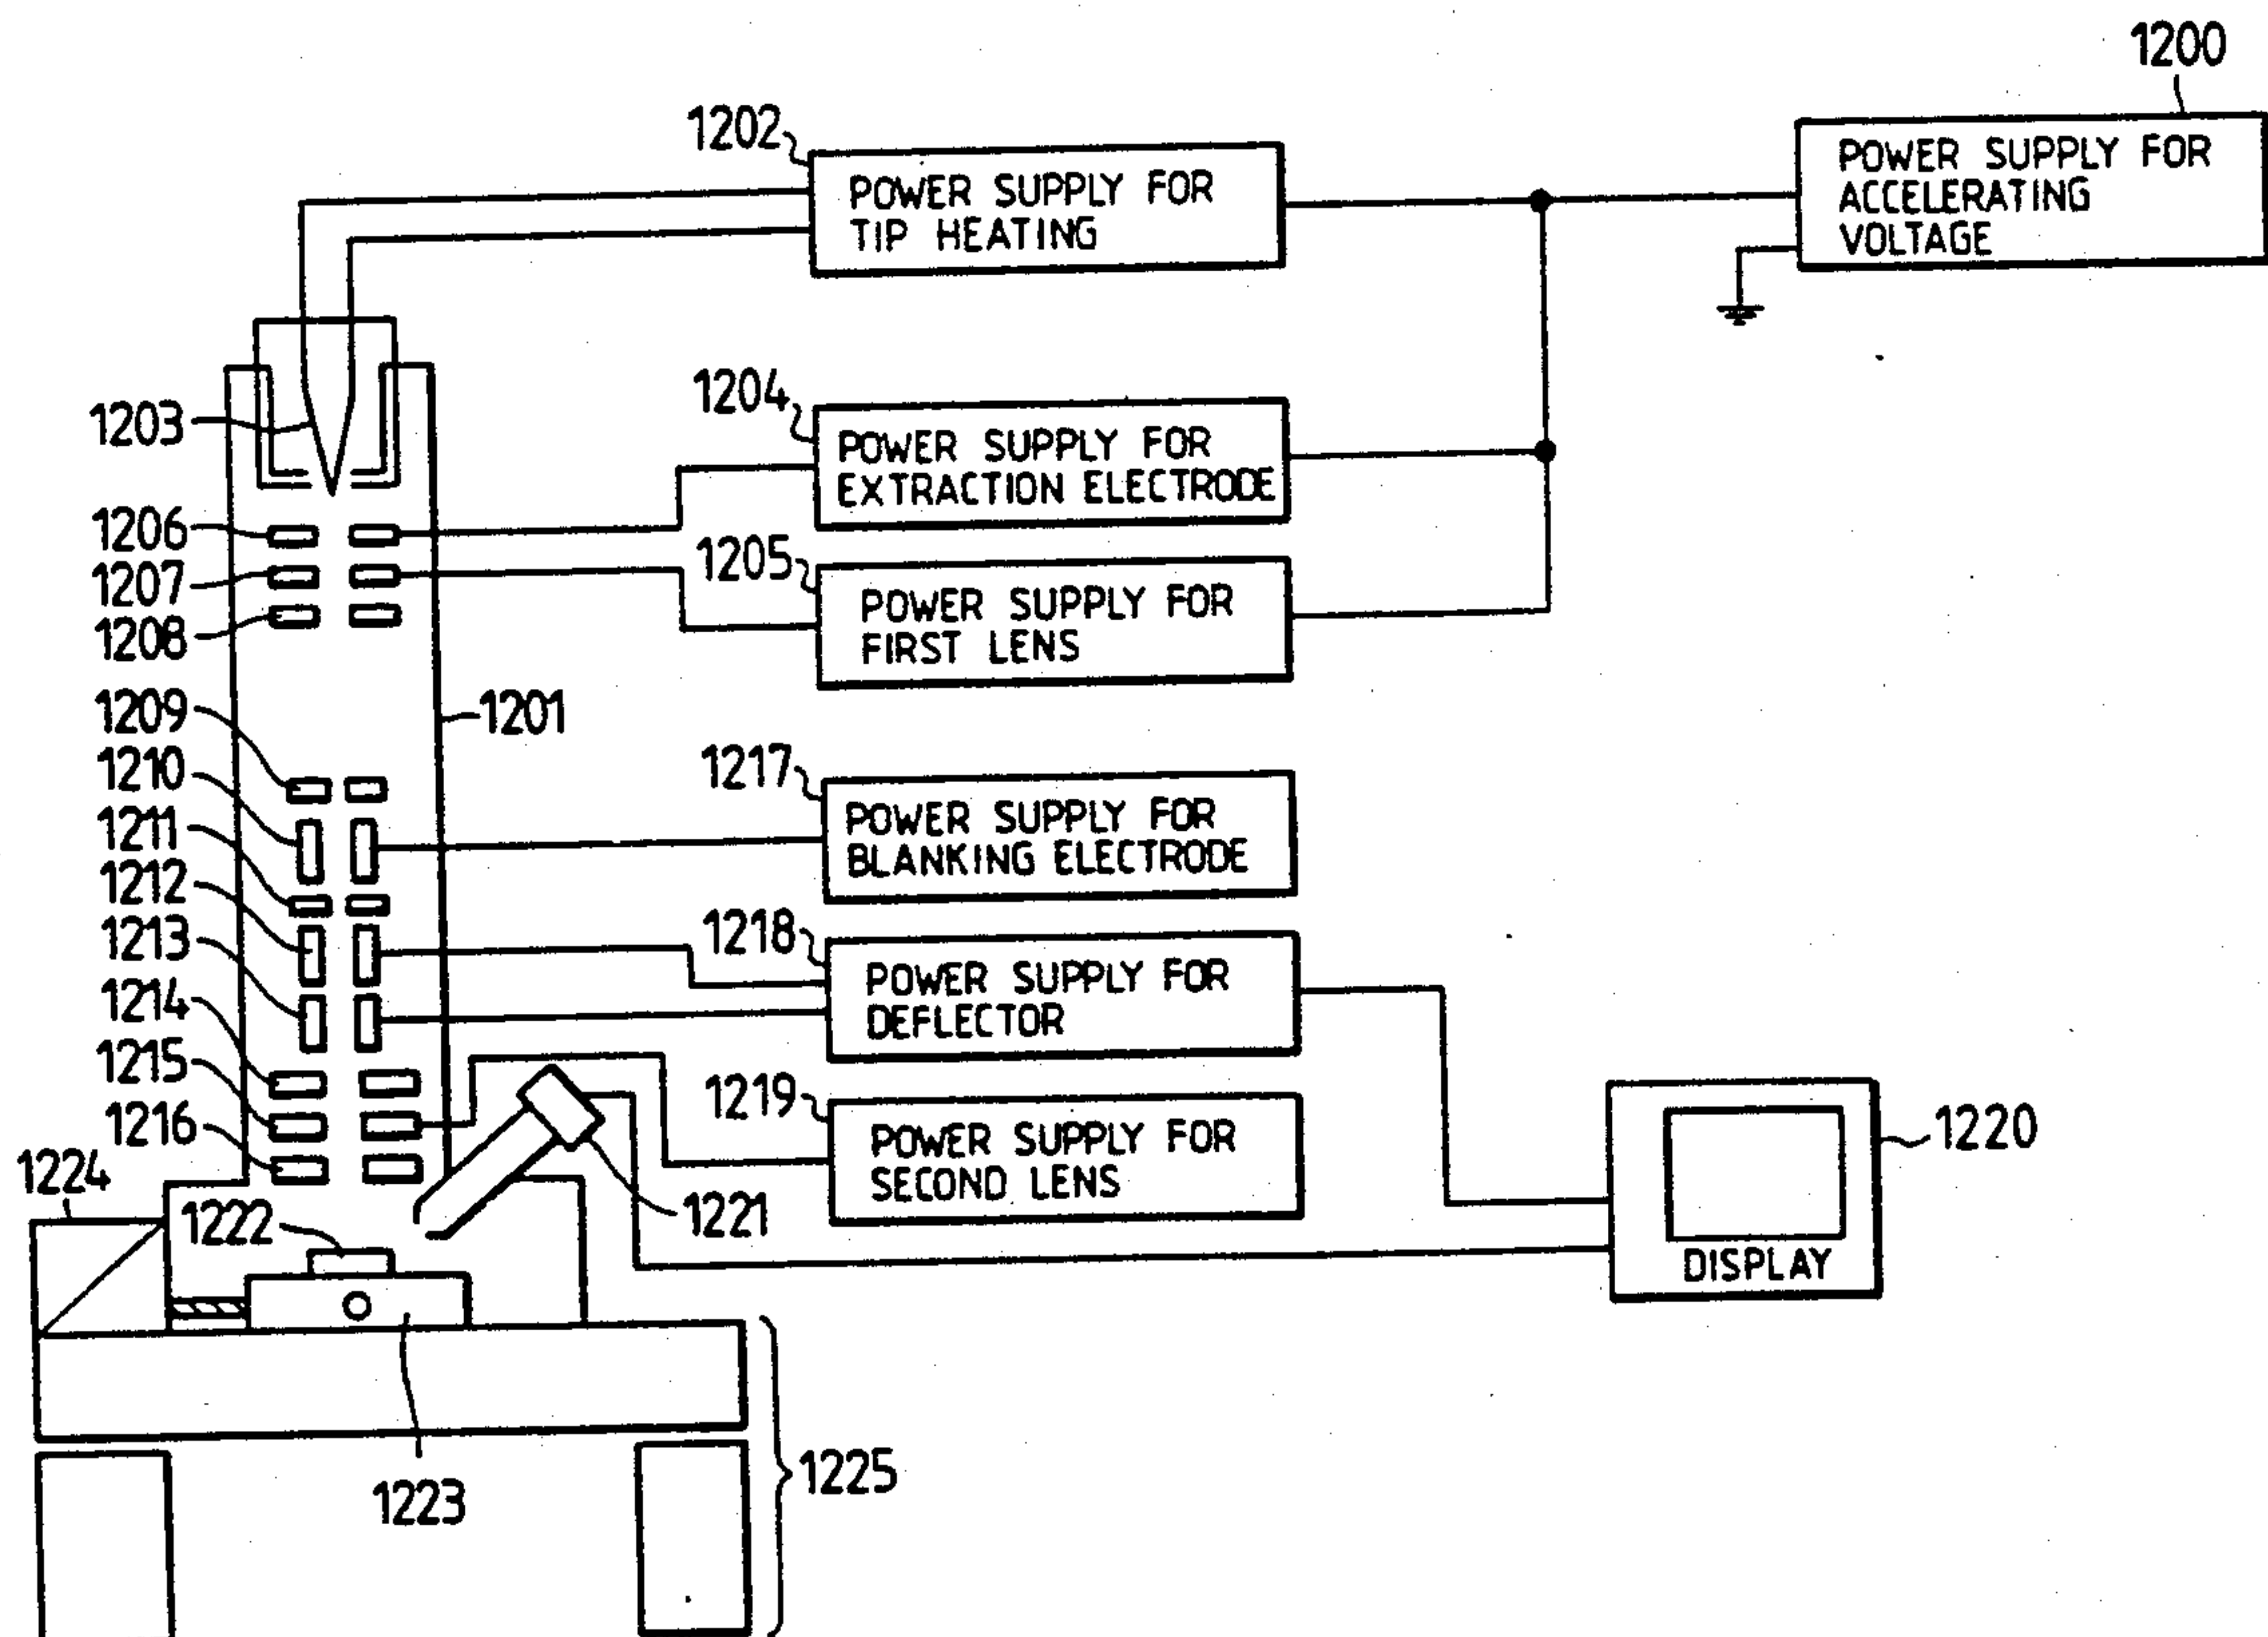 1200
POWER SUPPLY FOR
ACCELERATING
VOLTAGE
1202
POWER SUPPLY FOR
TIP HEATING
1203
1204
POWER SUPPLY FOR
EXTRACTION ELECTRODE
1206
1205
1207
POWER SUPPLY FOR
FIRST LENS
1208
1209
1201
1210
1217
POWER SUPPLY FOR
BLANKING ELECTRODE
1211
1212
1213
1218
POWER SUPPLY FOR
DEFLECTOR
1214
1215
1219
POWER SUPPLY FOR
SECOND LENS
1216
1220
1224
1222
1221
DISPLAY
1223
1225